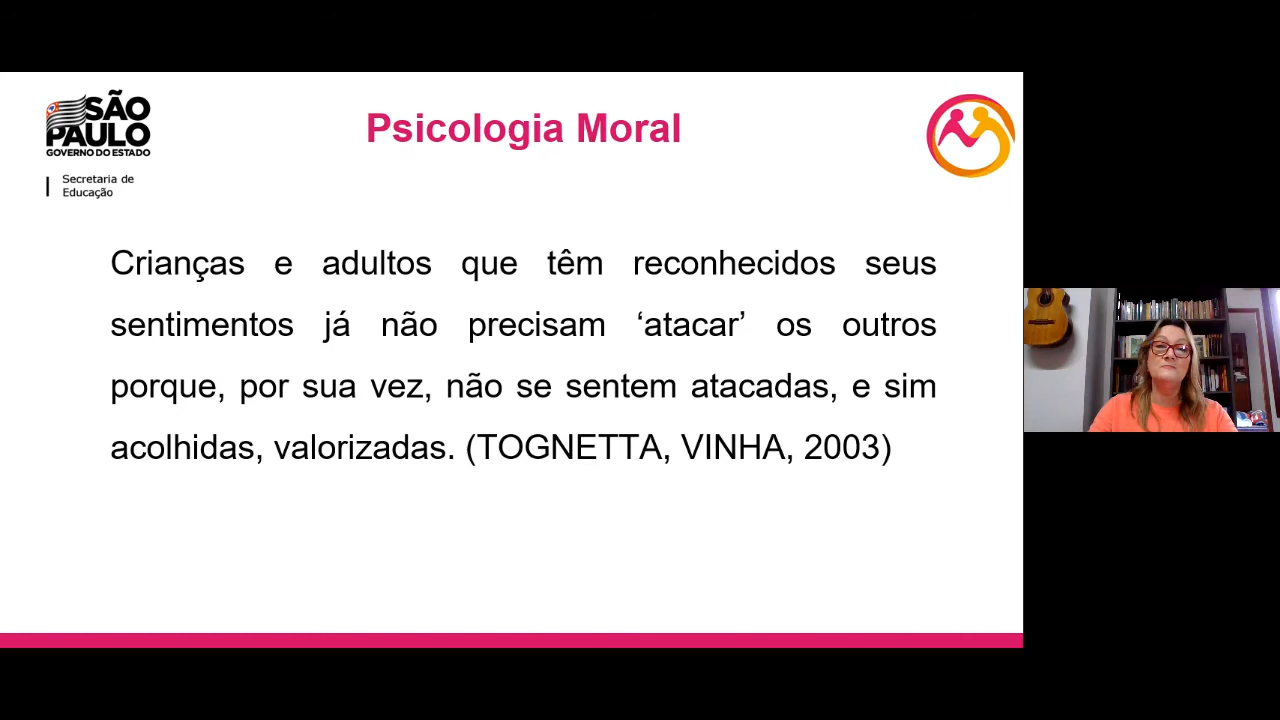 SÃO
PAULO
GOVERNO DO ESTADO
Secretaria de
Educação
Psicologia Moral
Crianças e adultos que têm reconhecidos seus
sentimentos já não precisam ‘atacar’ os outros
porque, por sua vez, não se sentem atacadas, e sim
acolhidas, valorizadas. (TOGNETTA, VINHA, 2003)